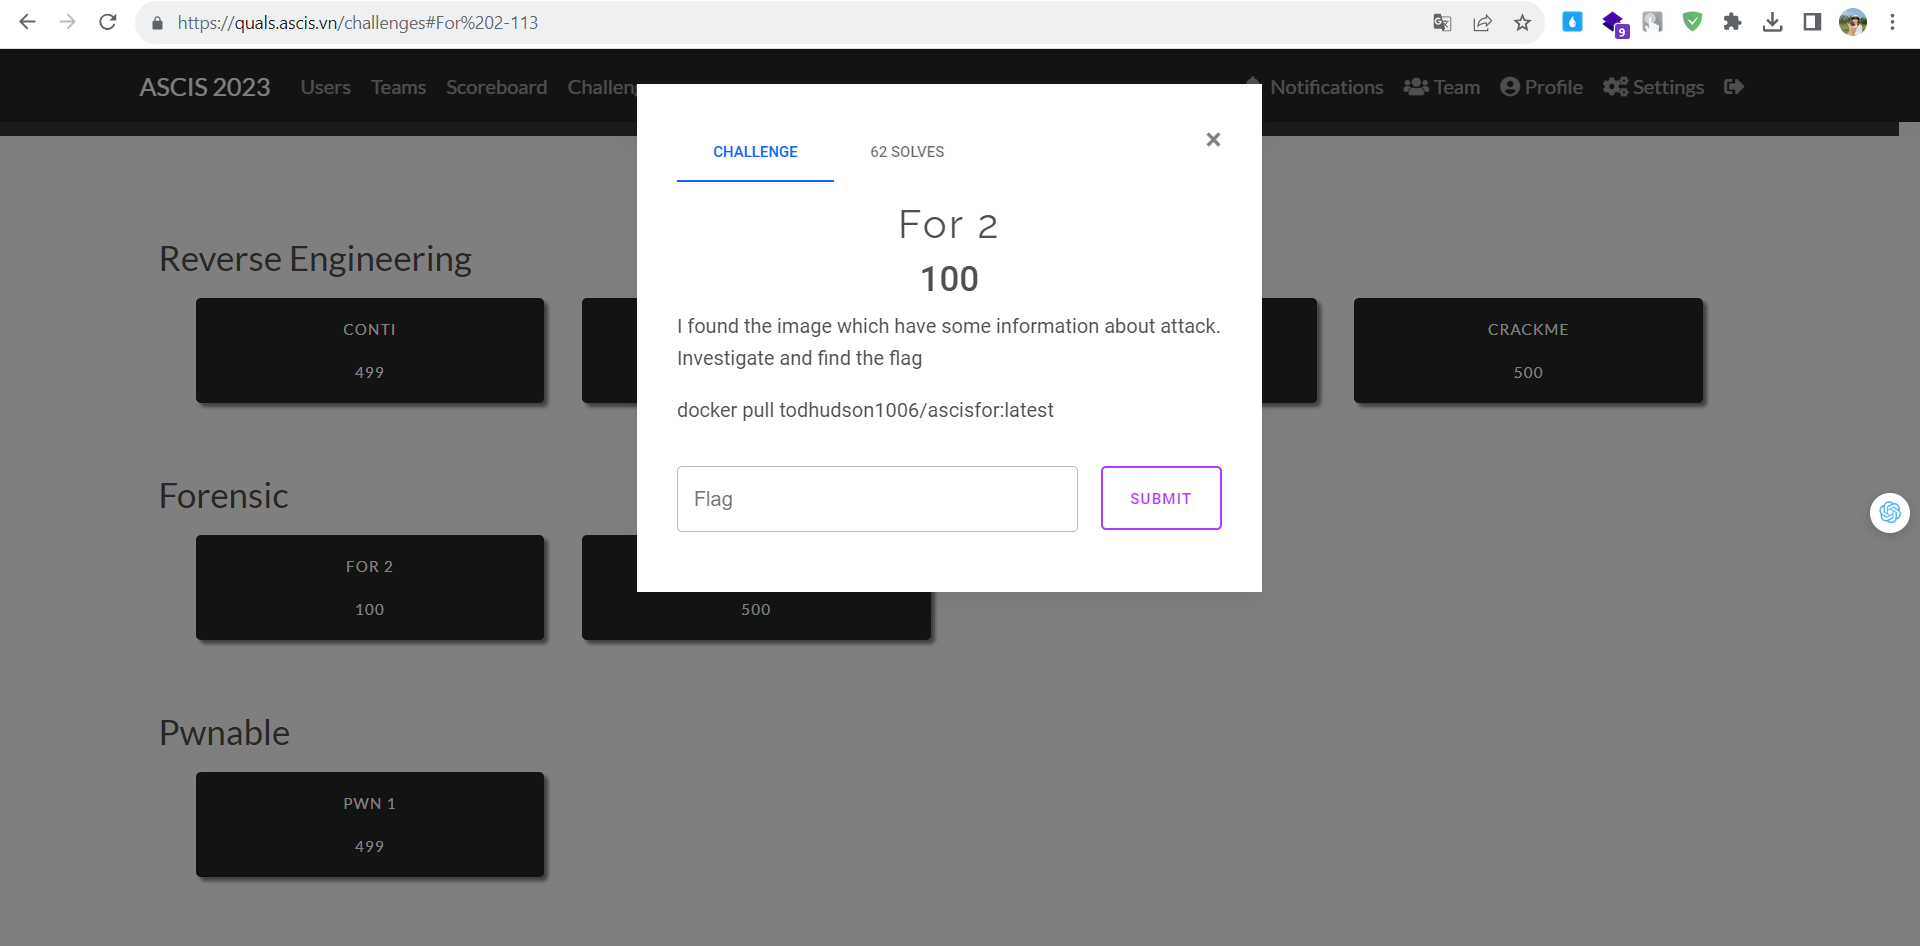 https://quals.ascis.vn/challenges#For%202-113
9
ASCIS 2023 Users Teams Scoreboard Notifications Team Profile Settings
CHALLENGE 62 SOLVES ×
For 2
100
I found the image which have some information about attack.
Investigate and find the flag
docker pull todhudson1006/ascisfor:latest
Flag SUBMIT
Reverse Engineering
CONTI
499
CRACKME
500
Forensic
FOR 2
100
500
Pwnable
PWN 1
499